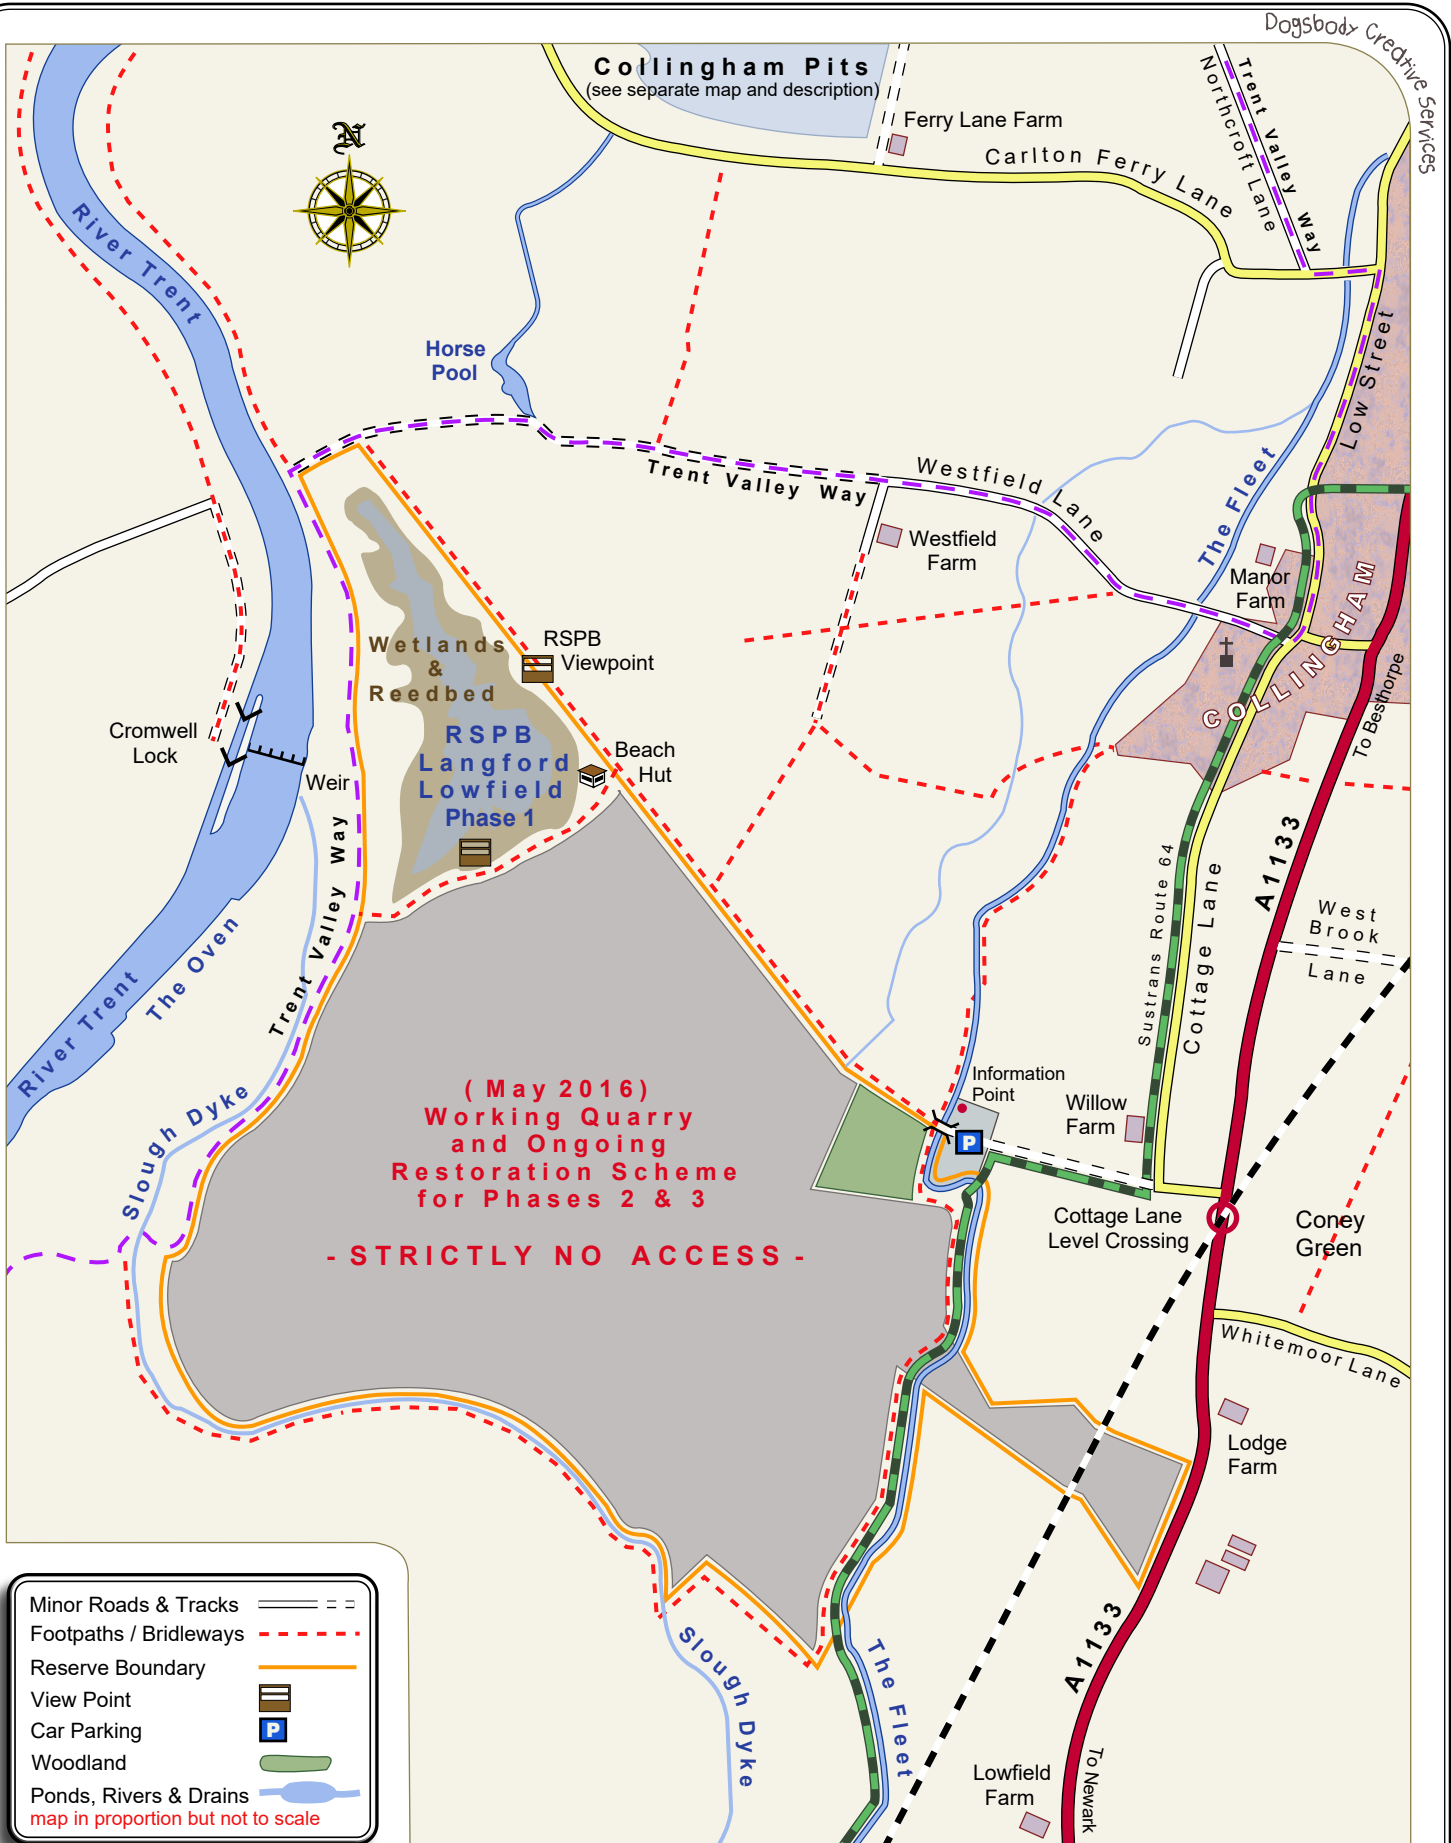 Dogsbody Creative Services
Collingham Pits
(see separate map and description)
Ferry Lane Farm
Carlton Ferry Lane
Trent Valley Way
Northcroft Lane
N
River Trent
Horse
Pool
Low Street
Trent Valley Way
Westfield Lane
The Fleet
Westfield
Farm
Manor
Farm
COLLINGHAM
Wetlands
&
Reedbed
RSPB
Viewpoint
RSPB
Langford
Lowfield
Phase 1
Beach
Hut
Cromwell
Lock
Weir
To Besthorpe
A1133
Trent Valley Way
The Oven
River Trent
Sustrans Route 64
Cottage Lane
West
Brook
Lane
Slough Dyke
( May 2016)
Working Quarry
and Ongoing
Restoration Scheme
for Phases 2 & 3
- STRICTLY NO ACCESS -
Information
Point
P
Willow
Farm
Cottage Lane
Level Crossing
Coney
Green
Whitemoor Lane
Lodge
Farm
A1133
Slough Dyke
The Fleet
Lowfield
Farm
To Newark
Minor Roads & Tracks
Footpaths / Bridleways
Reserve Boundary
View Point
Car Parking
P
Woodland
Ponds, Rivers & Drains
map in proportion but not to scale